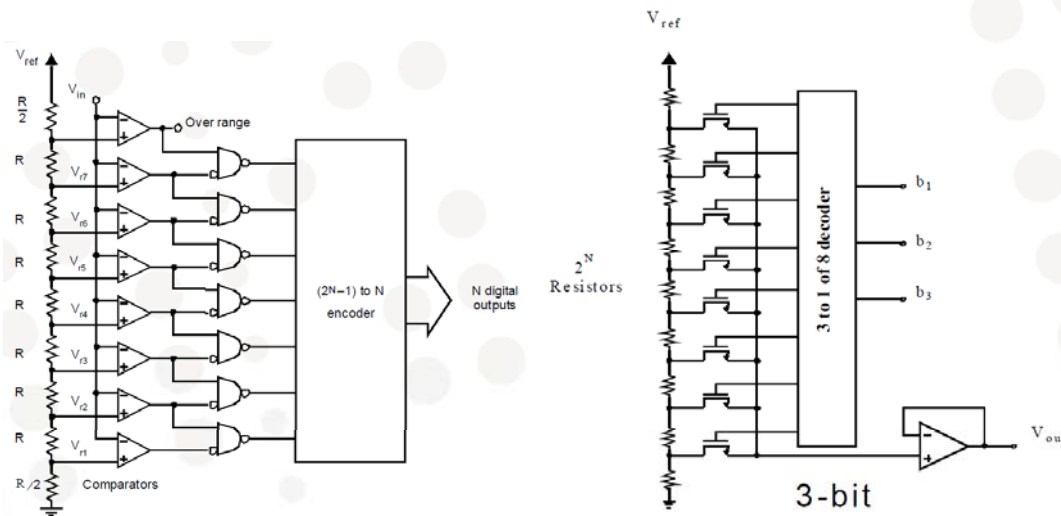 V_ref
V_in
R/2
Over range
R
V_r7
R
V_r6
R
V_r5
R
V_r4
R
V_r3
R
V_r2
R
V_r1
R/2
Comparators
(2^N–1) to N
encoder
N digital
outputs
V_ref
2^N
Resistors
3 to 1 of 8 decoder
b_1
b_2
b_3
V_ou
3-bit